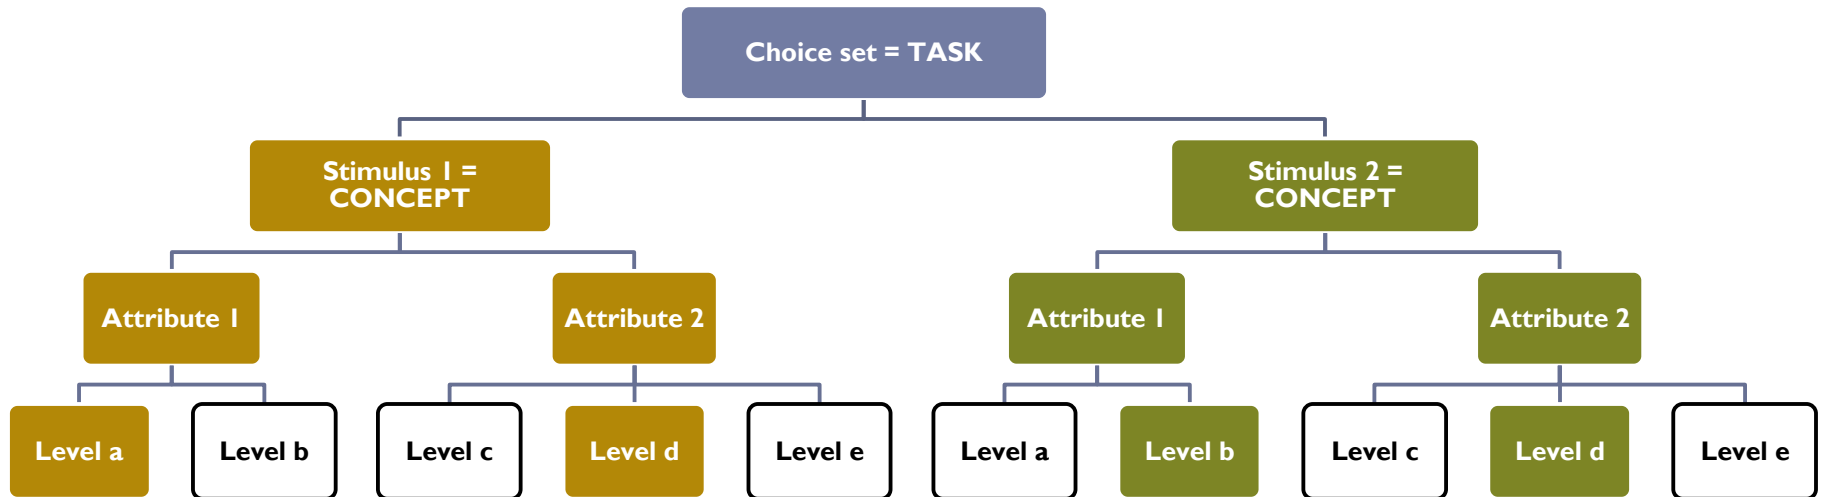 Choice set = TASK
Stimulus 1 =
CONCEPT
Stimulus 2 =
CONCEPT
Attribute 1
Attribute 2
Attribute 1
Attribute 2
Level a
Level b
Level c
Level d
Level e
Level a
Level b
Level c
Level d
Level e